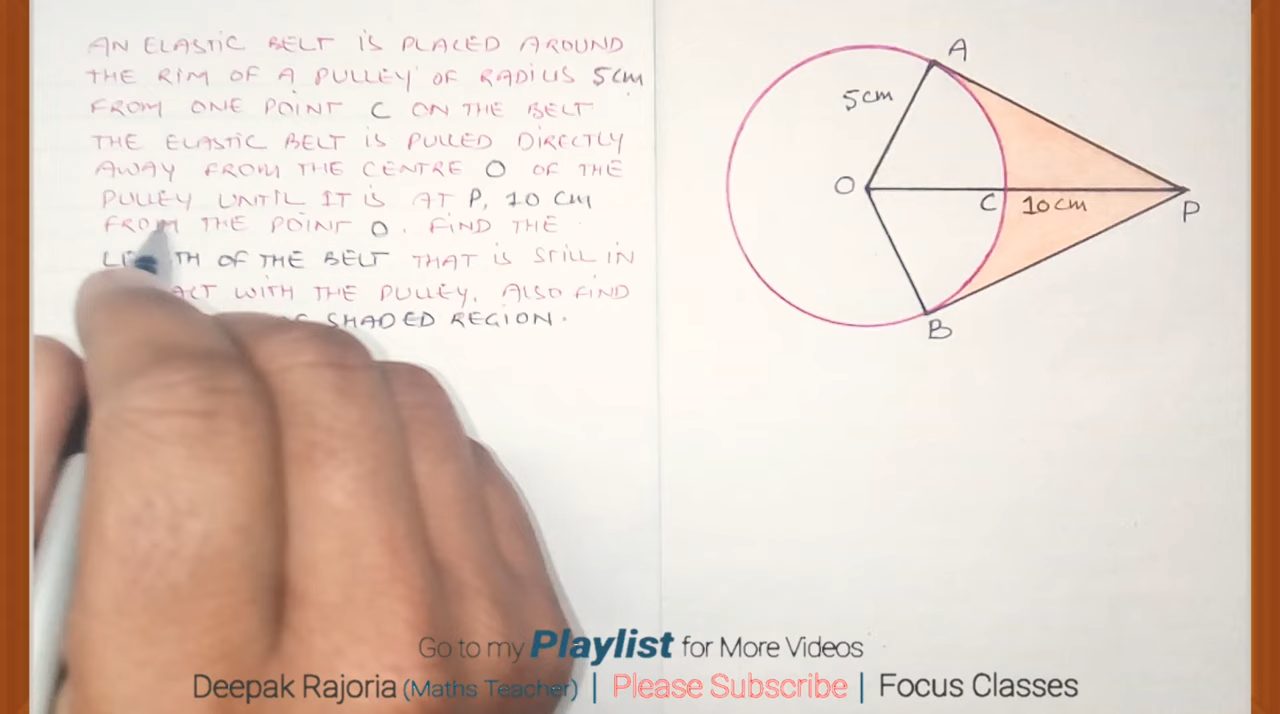 AN ELASTIC BELT IS PLACED AROUND
THE RIM OF A PULLEY OF RADIUS 5cm
FROM ONE POINT C ON THE BELT
THE ELASTIC BELT IS PULLED DIRECTLY
AWAY FROM THE CENTRE O OF THE
PULLEY UNTIL IT IS AT P, 10 cm
FROM THE POINT O. FIND THE
OF THE BELT THAT IS STILL IN
WITH THE PULLEY. ALSO FIND
SHADED REGION.
A
5cm
O
C
10cm
P
B
Go to my Playlist for More Videos
Deepak Rajoria (Maths Teacher) | Please Subscribe | Focus Classes